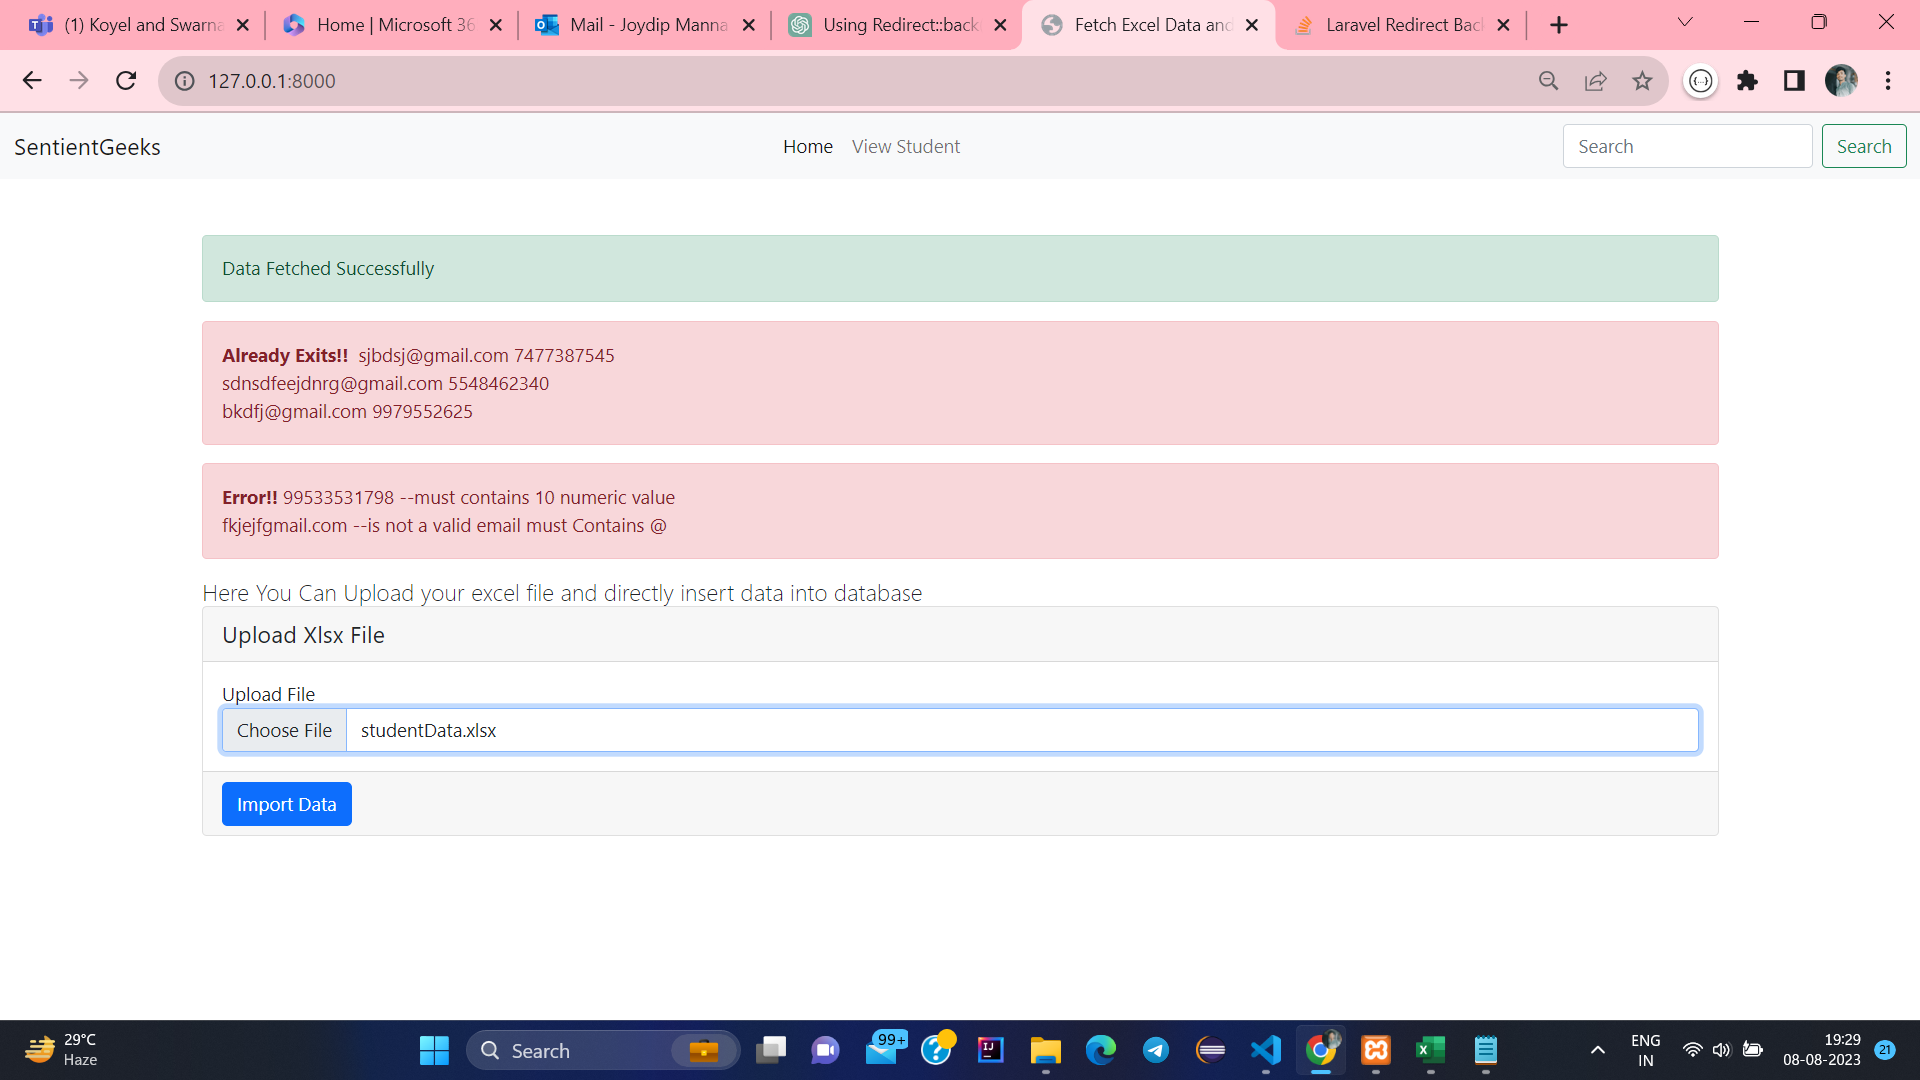 (1) Koyel and Swarna
Home | Microsoft 36
Mail - Joydip Manna
Using Redirect::back
Fetch Excel Data and
Laravel Redirect Bac
127.0.0.1:8000
SentientGeeks
Home
View Student
Search
Search
Data Fetched Successfully
Already Exits!! sjbdsj@gmail.com 7477387545
sdnsdfeejdnrg@gmail.com 5548462340
bkdfj@gmail.com 9979552625
Error!! 99533531798 --must contains 10 numeric value
fkjejfgmail.com --is not a valid email must Contains @
Here You Can Upload your excel file and directly insert data into database
Upload Xlsx File
Upload File
Choose File studentData.xlsx
Import Data
29°C
Haze
Search
99+
ENG
IN
19:29
08-08-2023
21